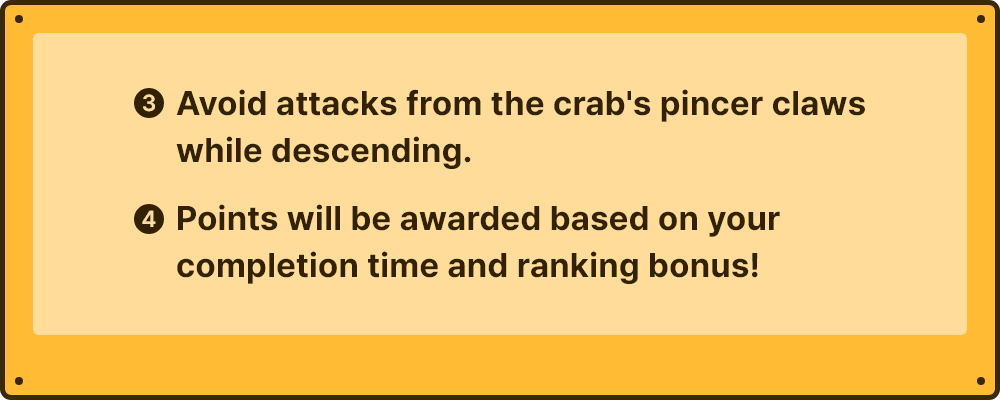 ❸ Avoid attacks from the crab's pincer claws
while descending.
❹ Points will be awarded based on your
completion time and ranking bonus!